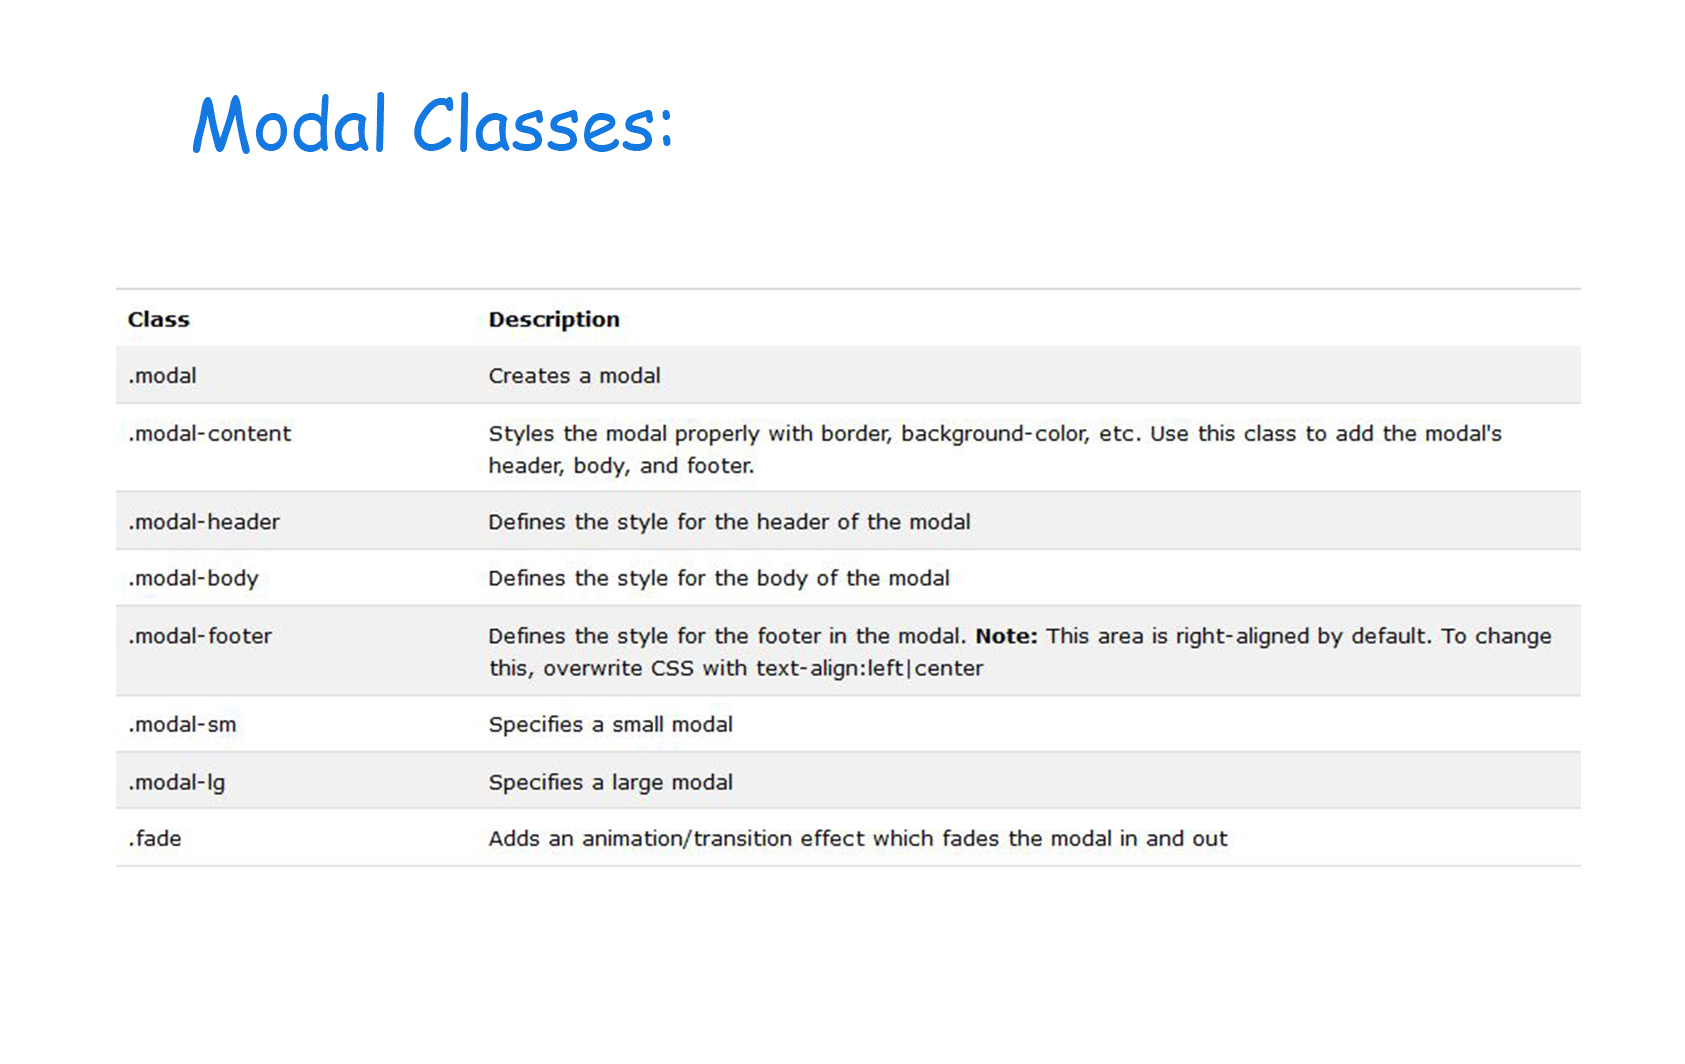 Modal Classes:
Class Description
.modal Creates a modal
.modal-content Styles the modal properly with border, background-color, etc. Use this class to add the modal's
header, body, and footer.
.modal-header Defines the style for the header of the modal
.modal-body Defines the style for the body of the modal
.modal-footer Defines the style for the footer in the modal. Note: This area is right-aligned by default. To change
this, overwrite CSS with text-align:left|center
.modal-sm Specifies a small modal
.modal-lg Specifies a large modal
.fade Adds an animation/transition effect which fades the modal in and out